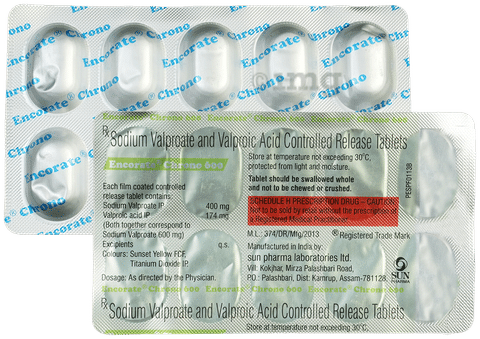 Encorate® Chrono Encorate® Chrono
Chrono Encorate® Chrono Encorate®
1mg
Rx Sodium Valproate and Valproic Acid Controlled Release Tablets
Encorate® Chrono 600
Store at temperature not exceeding 30°C,
protected from light and moisture.
Tablet should be swallowed whole
and not to be chewed or crushed.
Each film coated controlled
release tablet contains:
Sodium Valproate IP 400 mg
Valproic acid IP 174 mg
(Both together correspond to
Sodium Valproate 600 mg)
Excipients q.s.
Colours: Sunset Yellow FCF,
Titanium Dioxide IP.
Dosage: As directed by the Physician.
SCHEDULE H PRESCRIPTION DRUG - CAUTION
Not to be sold by retail without the prescription of
a Registered Medical Practitioner.
M.L.: 374/DR/Mfg/2013 ® Registered Trade Mark
Manufactured in India by:
sun pharma laboratories ltd.
Vill: Kokjhar, Mirza Palashbari Road,
P.O.: Palashbari, Dist: Kamrup, Assam-781128.
SUN
PHARMA
PESPF01138
Rx Sodium Valproate and Valproic Acid Controlled Release Tablets
Store at temperature not exceeding 30°C,